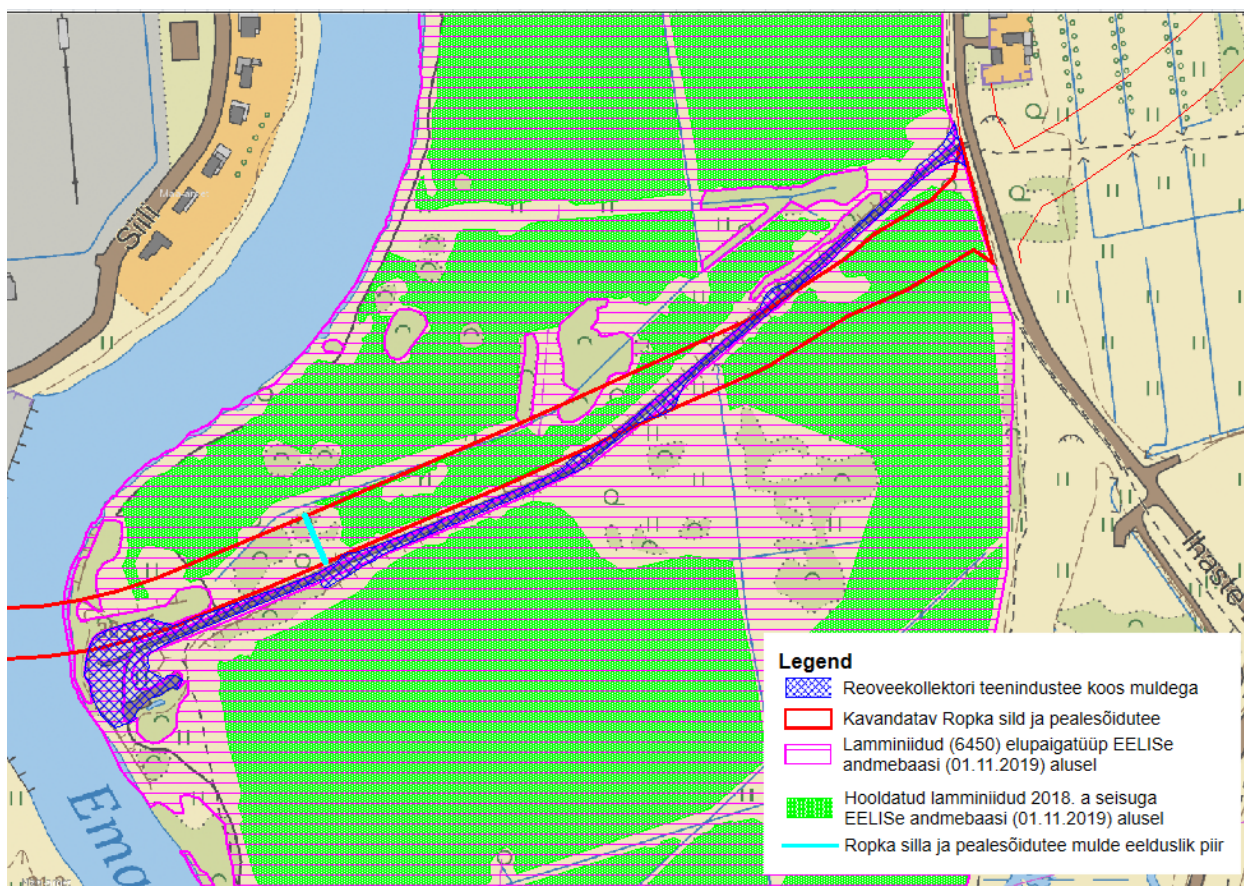 Silli
Ihaste
Ema
Legend
Reoveekollektori teenindustee koos muldega
Kavandatav Ropka sild ja pealesõidutee
Lamminiidud (6450) elupaigatüüp EELISe
andmebaasi (01.11.2019) alusel
Hooldatud lamminiidud 2018. a seisuga
EELISe andmebaasi (01.11.2019) alusel
Ropka silla ja pealesõidutee mulde eelduslik piir